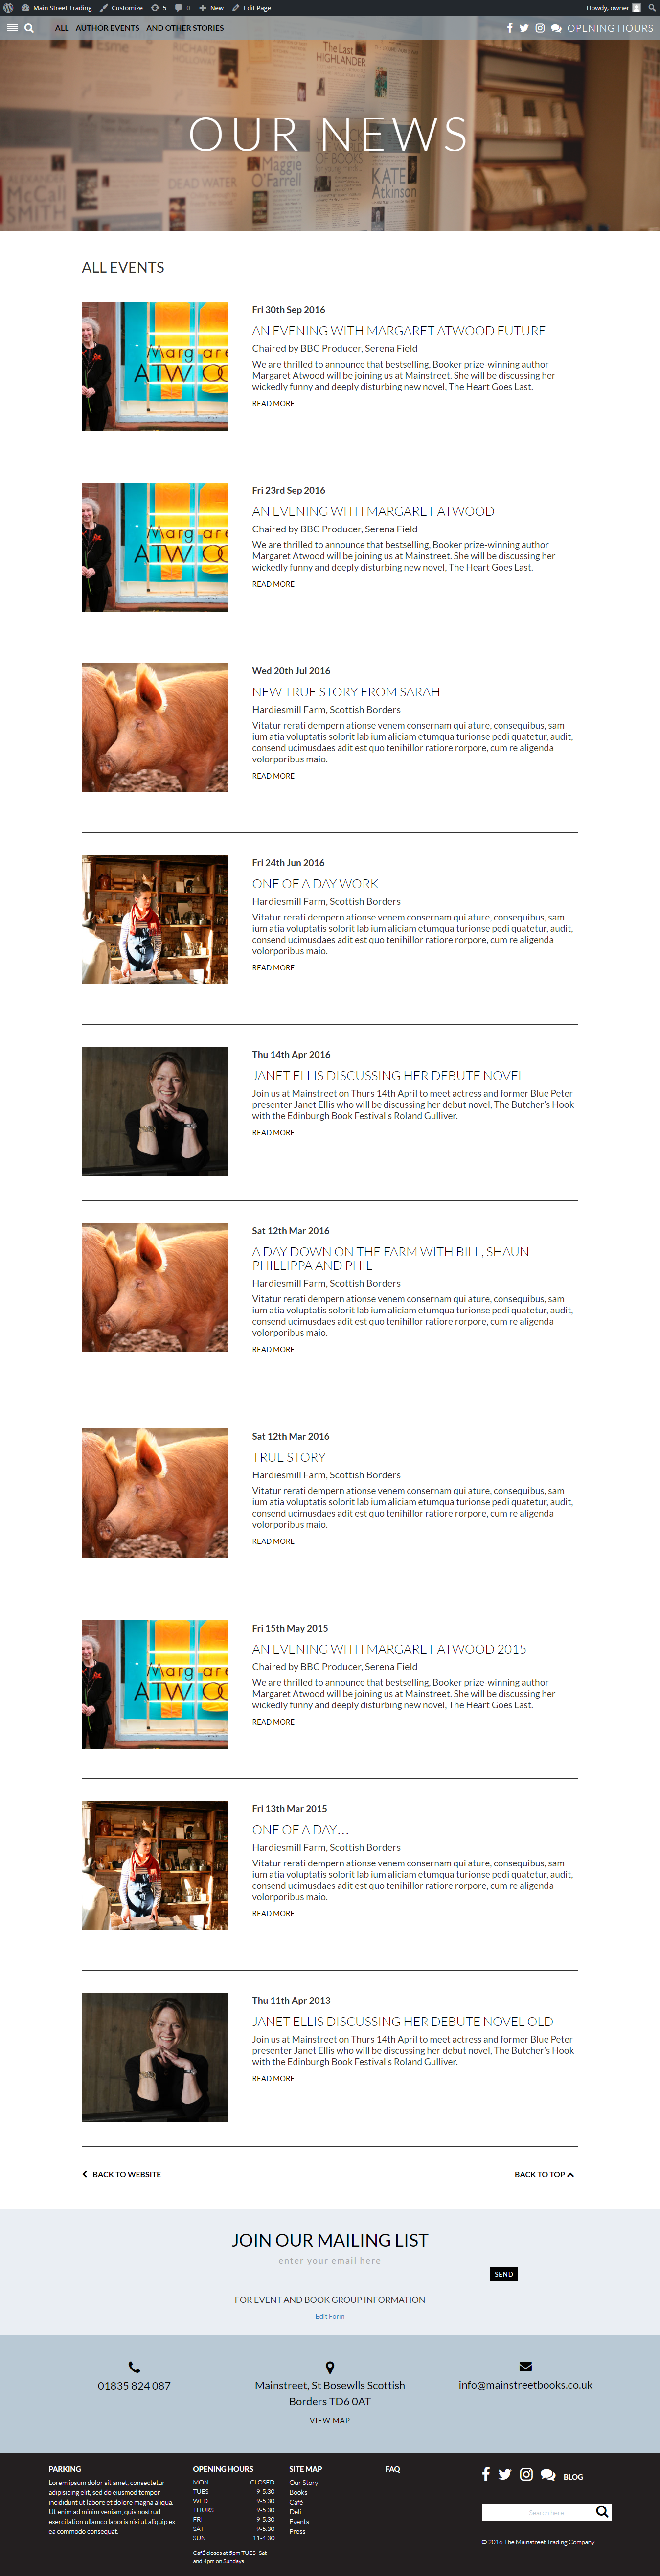 Main Street Trading Customize 5 0 New Edit Page Howdy, owner
ALL AUTHOR EVENTS AND OTHER STORIES OPENING HOURS
The Last
HIGHLANDER
HOLLOWAY
Maggie
O'Farrell
DEAD WATER
OF BOOKS
KATE
Atkinson
SMITH
OUR NEWS
ALL EVENTS
Fri 30th Sep 2016
AN EVENING WITH MARGARET ATWOOD FUTURE
Chaired by BBC Producer, Serena Field
We are thrilled to announce that bestselling, Booker prize-winning author
Margaret Atwood will be joining us at Mainstreet. She will be discussing her
wickedly funny and deeply disturbing new novel, The Heart Goes Last.
READ MORE
Margare
ATWOO
Fri 23rd Sep 2016
AN EVENING WITH MARGARET ATWOOD
Chaired by BBC Producer, Serena Field
We are thrilled to announce that bestselling, Booker prize-winning author
Margaret Atwood will be joining us at Mainstreet. She will be discussing her
wickedly funny and deeply disturbing new novel, The Heart Goes Last.
READ MORE
Margare
ATWOO
Wed 20th Jul 2016
NEW TRUE STORY FROM SARAH
Hardiesmill Farm, Scottish Borders
Vitatur rerati dempern ationse venem consernam qui ature, consequibus, sam
ium atia voluptatis solorit lab ium aliciam etumqua turionse pedi quatetur, audit,
consend ucimusdaes adit est quo tenihillor ratiore rorpore, cum re aligenda
volorporibus maio.
READ MORE
Fri 24th Jun 2016
ONE OF A DAY WORK
Hardiesmill Farm, Scottish Borders
Vitatur rerati dempern ationse venem consernam qui ature, consequibus, sam
ium atia voluptatis solorit lab ium aliciam etumqua turionse pedi quatetur, audit,
consend ucimusdaes adit est quo tenihillor ratiore rorpore, cum re aligenda
volorporibus maio.
READ MORE
Thu 14th Apr 2016
JANET ELLIS DISCUSSING HER DEBUTE NOVEL
Join us at Mainstreet on Thurs 14th April to meet actress and former Blue Peter
presenter Janet Ellis who will be discussing her debut novel, The Butcher's Hook
with the Edinburgh Book Festival's Roland Gulliver.
READ MORE
Sat 12th Mar 2016
A DAY DOWN ON THE FARM WITH BILL, SHAUN
PHILLIPPA AND PHIL
Hardiesmill Farm, Scottish Borders
Vitatur rerati dempern ationse venem consernam qui ature, consequibus, sam
ium atia voluptatis solorit lab ium aliciam etumqua turionse pedi quatetur, audit,
consend ucimusdaes adit est quo tenihillor ratiore rorpore, cum re aligenda
volorporibus maio.
READ MORE
Sat 12th Mar 2016
TRUE STORY
Hardiesmill Farm, Scottish Borders
Vitatur rerati dempern ationse venem consernam qui ature, consequibus, sam
ium atia voluptatis solorit lab ium aliciam etumqua turionse pedi quatetur, audit,
consend ucimusdaes adit est quo tenihillor ratiore rorpore, cum re aligenda
volorporibus maio.
READ MORE
Fri 15th May 2015
AN EVENING WITH MARGARET ATWOOD 2015
Chaired by BBC Producer, Serena Field
We are thrilled to announce that bestselling, Booker prize-winning author
Margaret Atwood will be joining us at Mainstreet. She will be discussing her
wickedly funny and deeply disturbing new novel, The Heart Goes Last.
READ MORE
Margare
ATWOO
Fri 13th Mar 2015
ONE OF A DAY...
Hardiesmill Farm, Scottish Borders
Vitatur rerati dempern ationse venem consernam qui ature, consequibus, sam
ium atia voluptatis solorit lab ium aliciam etumqua turionse pedi quatetur, audit,
consend ucimusdaes adit est quo tenihillor ratiore rorpore, cum re aligenda
volorporibus maio.
READ MORE
Thu 11th Apr 2013
JANET ELLIS DISCUSSING HER DEBUTE NOVEL OLD
Join us at Mainstreet on Thurs 14th April to meet actress and former Blue Peter
presenter Janet Ellis who will be discussing her debut novel, The Butcher's Hook
with the Edinburgh Book Festival's Roland Gulliver.
READ MORE
BACK TO WEBSITE BACK TO TOP
JOIN OUR MAILING LIST
enter your email here
SEND
FOR EVENT AND BOOK GROUP INFORMATION
Edit Form
01835 824 087
Mainstreet, St Bosewlls Scottish
Borders TD6 0AT
VIEW MAP
info@mainstreetbooks.co.uk
PARKING
Lorem ipsum dolor sit amet, consectetur
adipisicing elit, sed do eiusmod tempor
incididunt ut labore et dolore magna aliqua.
Ut enim ad minim veniam, quis nostrud
exercitation ullamco laboris nisi ut aliquip ex
ea commodo consequat.
OPENING HOURS
MON CLOSED
TUES 9-5.30
WED 9-5.30
THURS 9-5.30
FRI 9-5.30
SAT 9-5.30
SUN 11-4.30
Café closes at 5pm TUES-Sat
and 4pm on Sundays
SITE MAP
Our Story
Books
Café
Deli
Events
Press
FAQ
BLOG
Search here
© 2016 The Mainstreet Trading Company